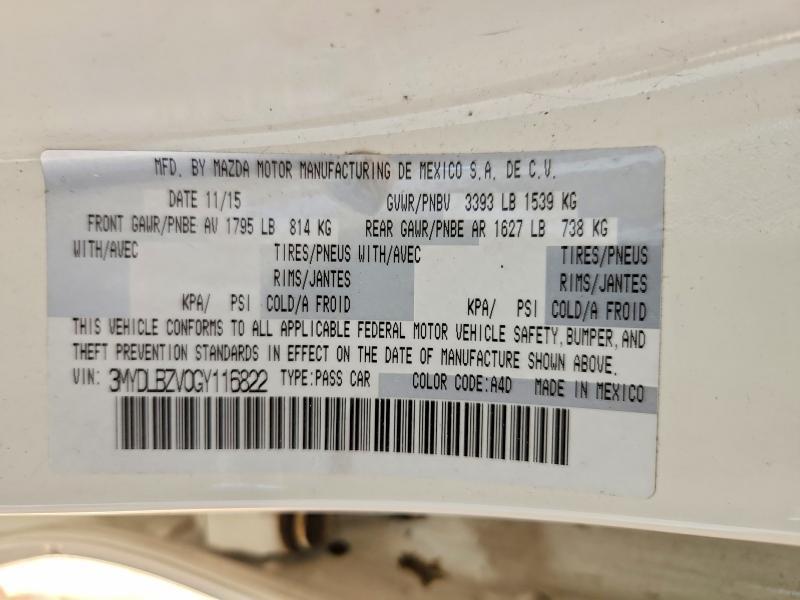 MFD. BY MAZDA MOTOR MANUFACTURING DE MEXICO S.A. DE C.V.
DATE 11/15 GVWR/PNBV 3393 LB 1539 KG
FRONT GAWR/PNBE AV 1795 LB 814 KG REAR GAWR/PNBE AR 1627 LB 738 KG
WITH/AVEC TIRES/PNEUS WITH/AVEC TIRES/PNEUS
RIMS/JANTES RIMS/JANTES
KPA/ PSI COLD/A FROID KPA/ PSI COLD/A FROID
THIS VEHICLE CONFORMS TO ALL APPLICABLE FEDERAL MOTOR VEHICLE SAFETY, BUMPER, AND
THEFT PREVENTION STANDARDS IN EFFECT ON THE DATE OF MANUFACTURE SHOWN ABOVE.
VIN: 3MYDLBZV0GY116822 TYPE:PASS CAR COLOR CODE:A4D MADE IN MEXICO